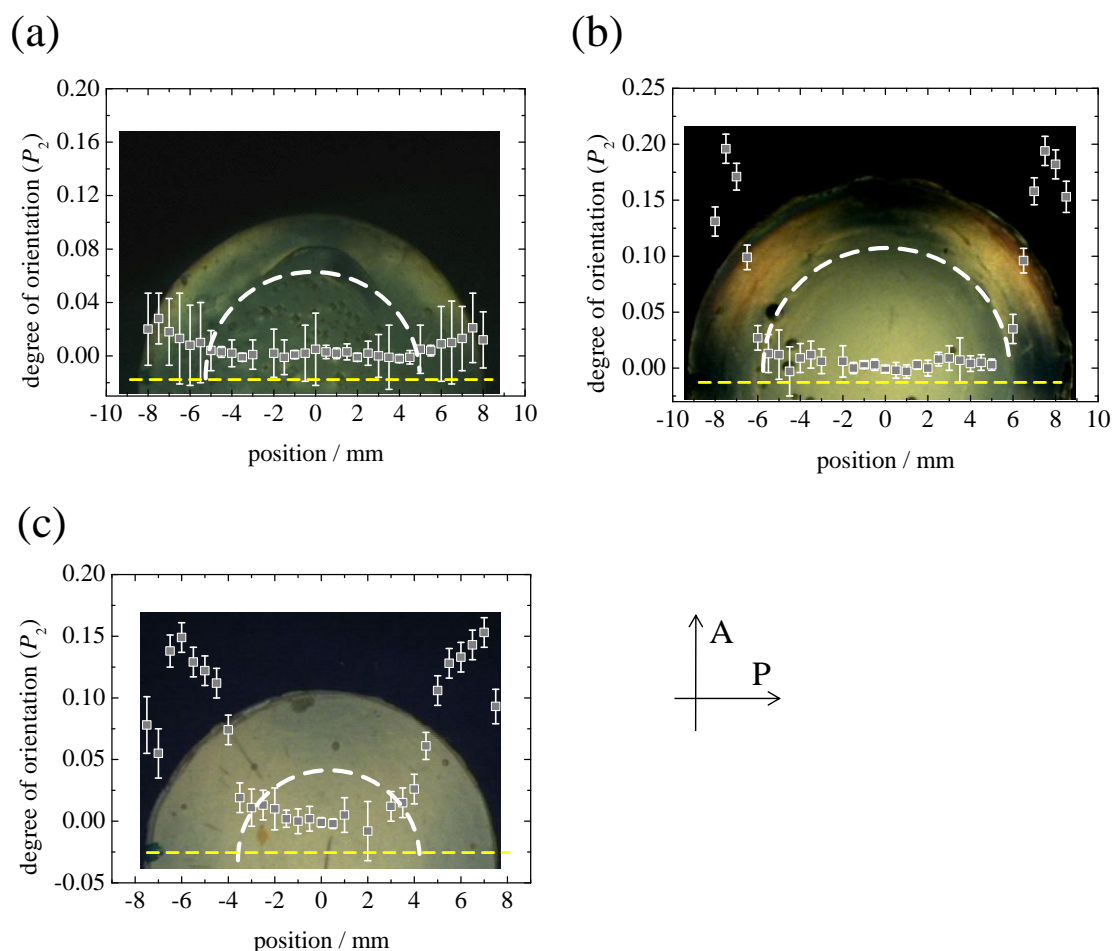 (a)
degree of orientation (P2)
0.20
0.16
0.12
0.08
0.04
0.00
-10 -8 -6 -4 -2 0 2 4 6 8 10
position / mm
(b)
degree of orientation (P2)
0.25
0.20
0.15
0.10
0.05
0.00
-10 -8 -6 -4 -2 0 2 4 6 8 10
position / mm
(c)
degree of orientation (P2)
0.20
0.15
0.10
0.05
0.00
-0.05
-8 -6 -4 -2 0 2 4 6 8
position / mm
A
P